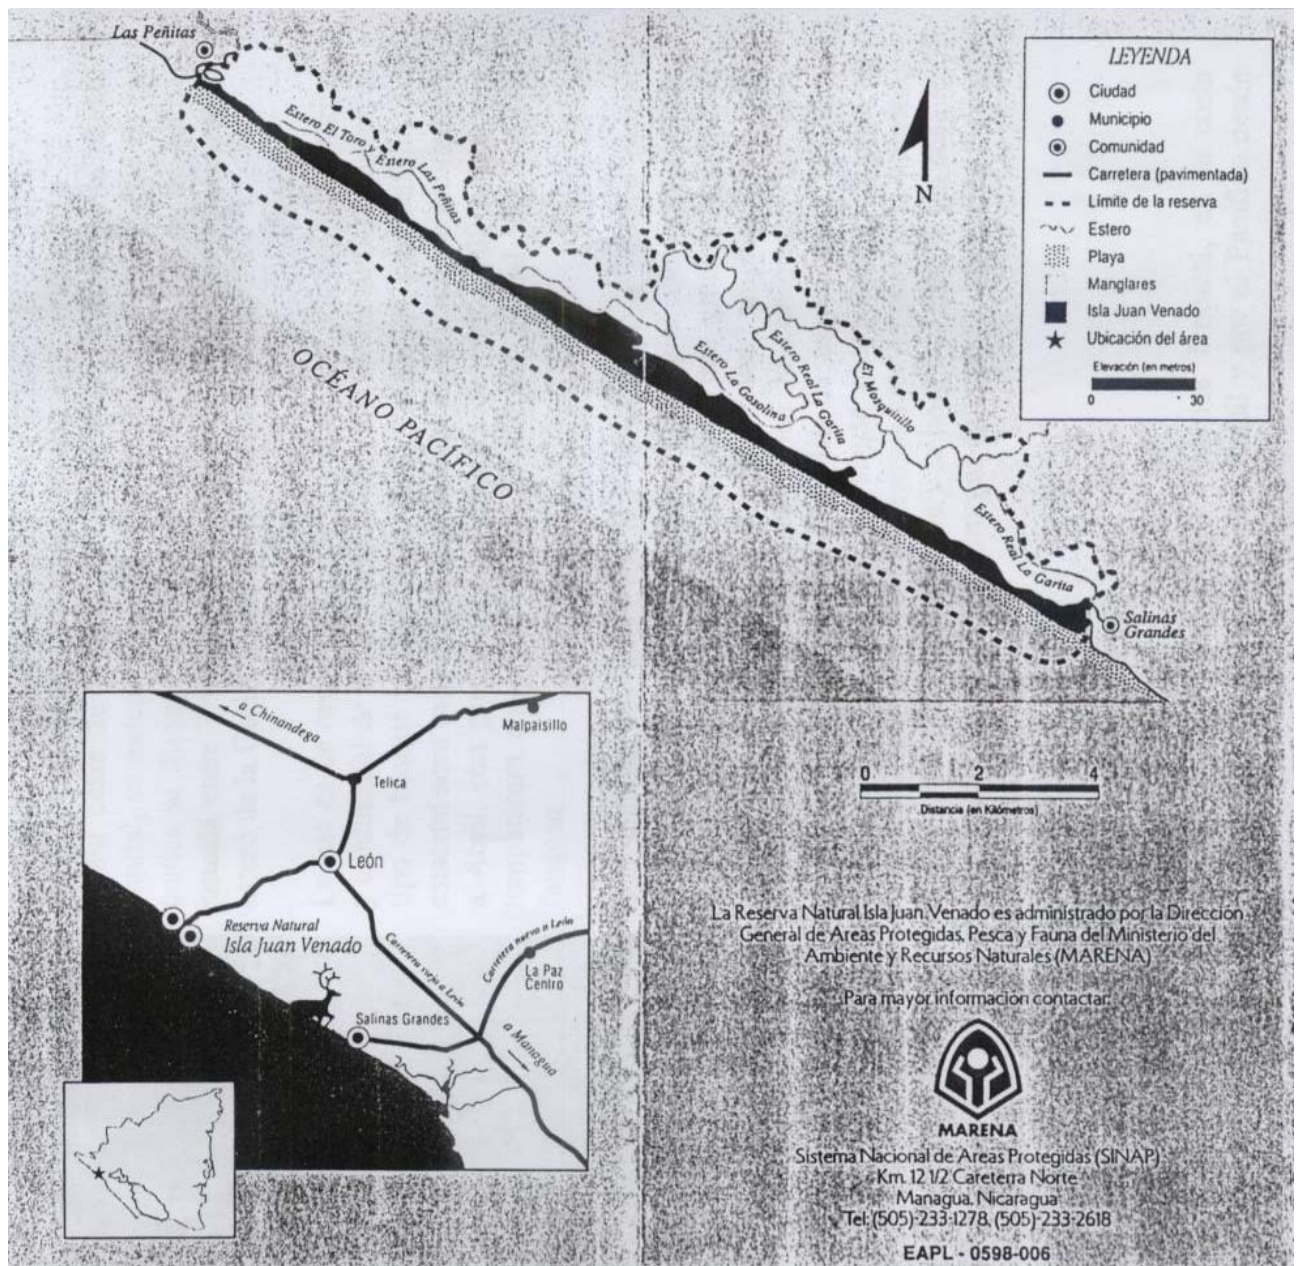 Las Peñitas
Estero El Toro y Estero Las Peñitas
OCÉANO PACÍFICO
N
Estero La Gasolina
Estero Real La Garita
El Mosquitillo
Estero Real La Garita
Salinas
Grandes
LEYENDA
Ciudad
Municipio
Comunidad
Carretera (pavimentada)
Límite de la reserva
Estero
Playa
Manglares
Isla Juan Venado
Ubicación del área
Elevación (en metros)
0 30
a Chinandega
Malpaisillo
Telica
León
Reserva Natural
Isla Juan Venado
Carretera vieja a León
Carretera nueva a León
La Paz
Centro
Salinas Grandes
a Managua
0 2 4
Distancia (en Kilómetros)
La Reserva Natural Isla Juan Venado es administrado por la Dirección
General de Areas Protegidas, Pesca y Fauna del Ministerio del
Ambiente y Recursos Naturales (MARENA)
Para mayor informacion contactar:
MARENA
Sistema Nacional de Areas Protegidas (SINAP)
Km. 12 1/2 Careterra Norte
Managua, Nicaragua
Tel: (505)-233-1278, (505)-233-2618
EAPL - 0598-006